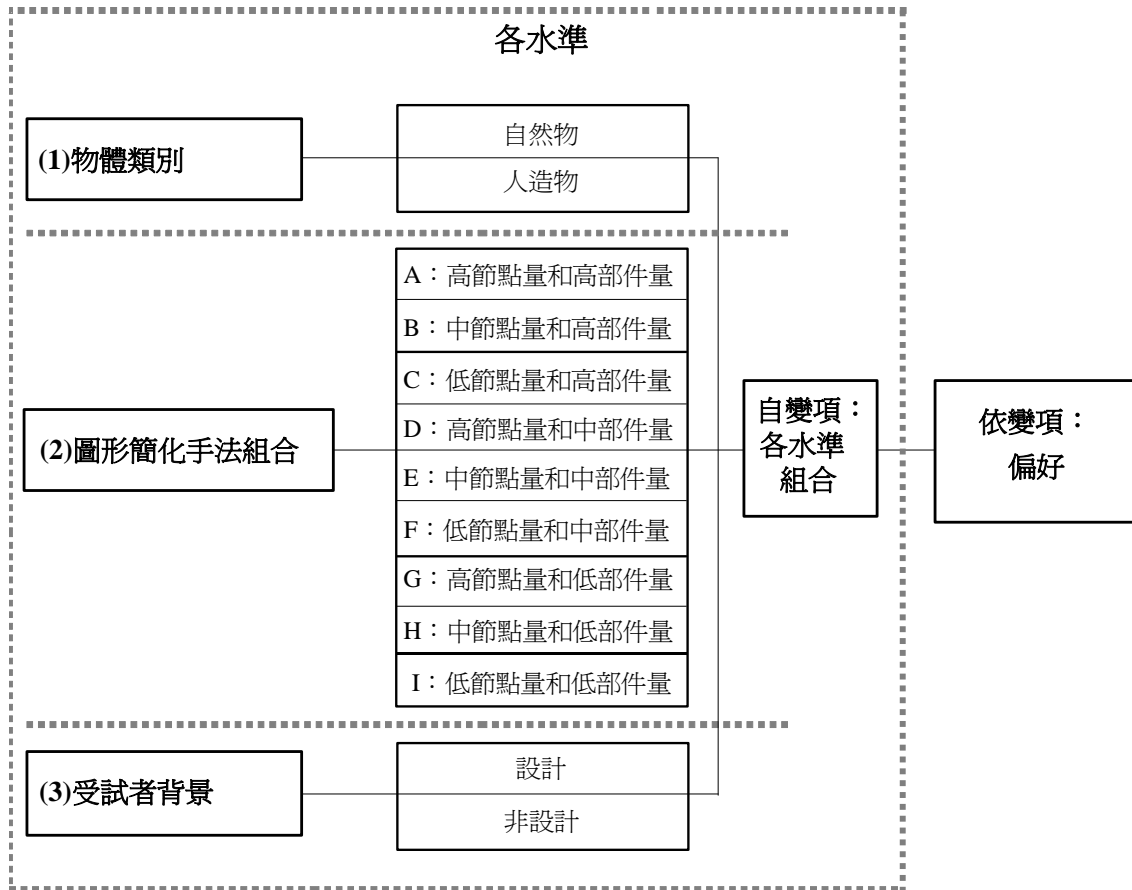 各水準
(1)物體類別
自然物
人造物
(2)圖形簡化手法組合
A：高節點量和高部件量
B：中節點量和高部件量
C：低節點量和高部件量
D：高節點量和中部件量
E：中節點量和中部件量
F：低節點量和中部件量
G：高節點量和低部件量
H：中節點量和低部件量
I：低節點量和低部件量
(3)受試者背景
設計
非設計
自變項：
各水準
組合
依變項：
偏好